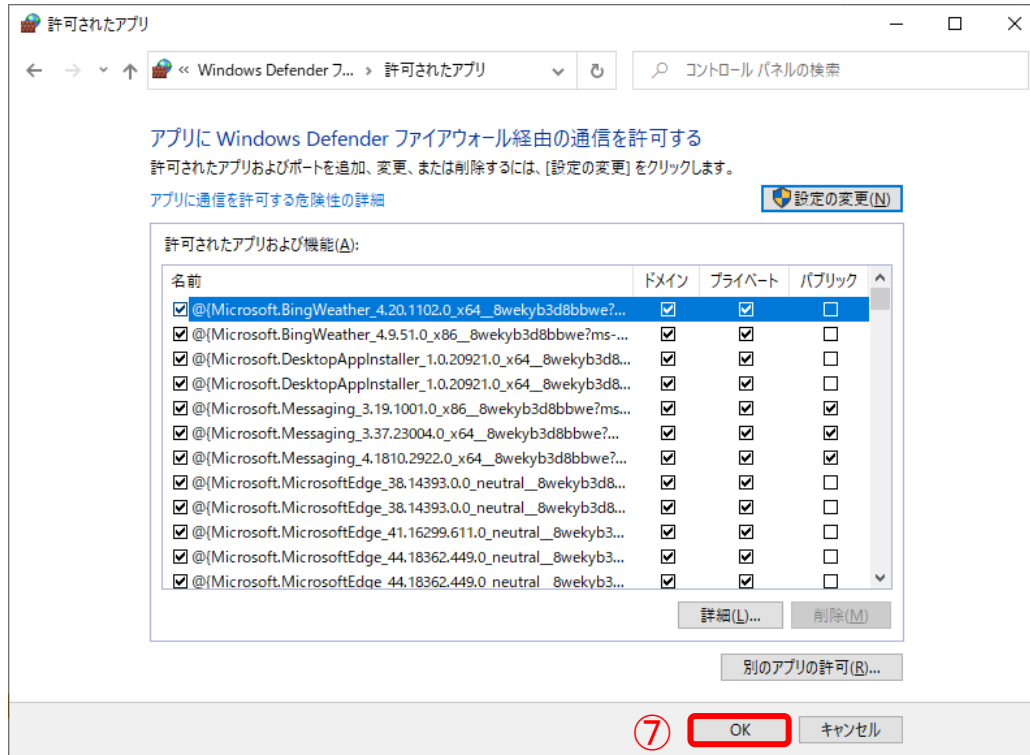 許可されたアプリ
« Windows Defender フ... › 許可されたアプリ
コントロール パネルの検索
アプリに Windows Defender ファイアウォール経由の通信を許可する
許可されたアプリおよびポートを追加、変更、または削除するには、[設定の変更] をクリックします。
アプリに通信を許可する危険性の詳細
設定の変更(N)
許可されたアプリおよび機能(A):
名前 ドメイン プライベート パブリック
@{Microsoft.BingWeather_4.20.1102.0_x64__8wekyb3d8bbwe?...
@{Microsoft.BingWeather_4.9.51.0_x86__8wekyb3d8bbwe?ms-...
@{Microsoft.DesktopAppInstaller_1.0.20921.0_x64__8wekyb3d8...
@{Microsoft.DesktopAppInstaller_1.0.20921.0_x64__8wekyb3d8...
@{Microsoft.Messaging_3.19.1001.0_x86__8wekyb3d8bbwe?ms...
@{Microsoft.Messaging_3.37.23004.0_x64__8wekyb3d8bbwe?...
@{Microsoft.Messaging_4.1810.2922.0_x64__8wekyb3d8bbwe?...
@{Microsoft.MicrosoftEdge_38.14393.0.0_neutral__8wekyb3d8...
@{Microsoft.MicrosoftEdge_38.14393.0.0_neutral__8wekyb3d8...
@{Microsoft.MicrosoftEdge_41.16299.611.0_neutral__8wekyb3...
@{Microsoft.MicrosoftEdge_44.18362.449.0_neutral__8wekyb3...
@{Microsoft.MicrosoftEdge_44.18362.449.0_neutral__8wekyb3...
詳細(L)... 削除(M)
別のアプリの許可(R)...
⑦ OK キャンセル